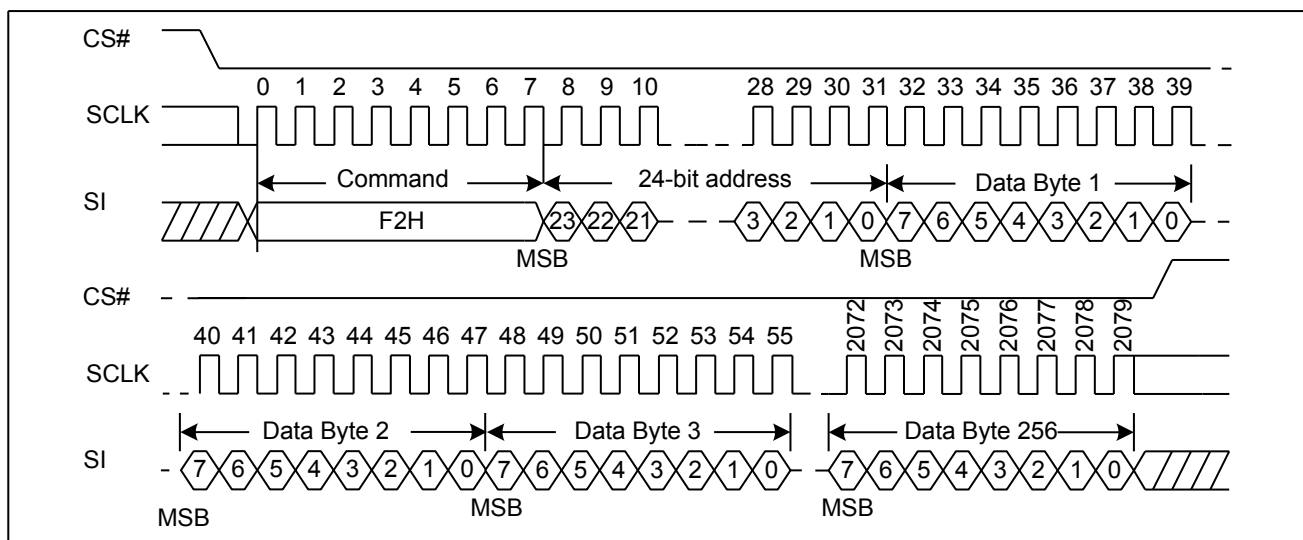 CS#
0 1 2 3 4 5 6 7 8 9 10 28 29 30 31 32 33 34 35 36 37 38 39
SCLK
Command 24-bit address Data Byte 1
SI
F2H 23 22 21 3 2 1 0 7 6 5 4 3 2 1 0
MSB MSB
CS#
40 41 42 43 44 45 46 47 48 49 50 51 52 53 54 55 2072 2073 2074 2075 2076 2077 2078 2079
SCLK
Data Byte 2 Data Byte 3 Data Byte 256
SI
7 6 5 4 3 2 1 0 7 6 5 4 3 2 1 0 7 6 5 4 3 2 1 0
MSB MSB MSB